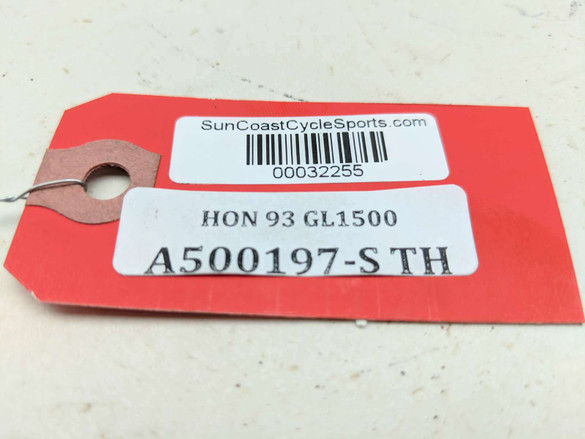 SunCoastCycleSports.com
00032255
HON 93 GL1500
A500197-S TH